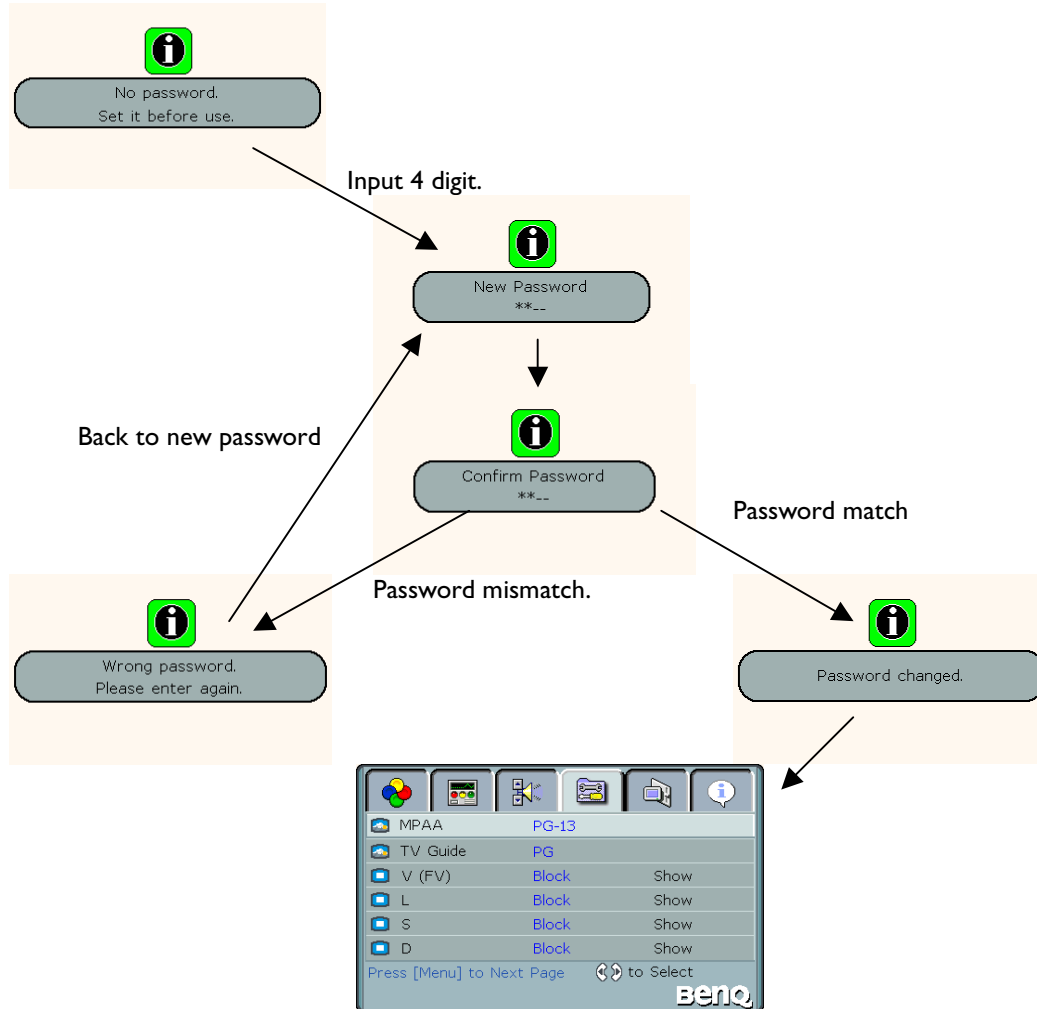 No password.
Set it before use.
Input 4 digit.
New Password
**--
Back to new password
Confirm Password
**--
Password match
Password mismatch.
Wrong password.
Please enter again.
Password changed.
MPAA PG-13
TV Guide PG
V (FV) Block Show
L Block Show
S Block Show
D Block Show
Press [Menu] to Next Page to Select
BenQ